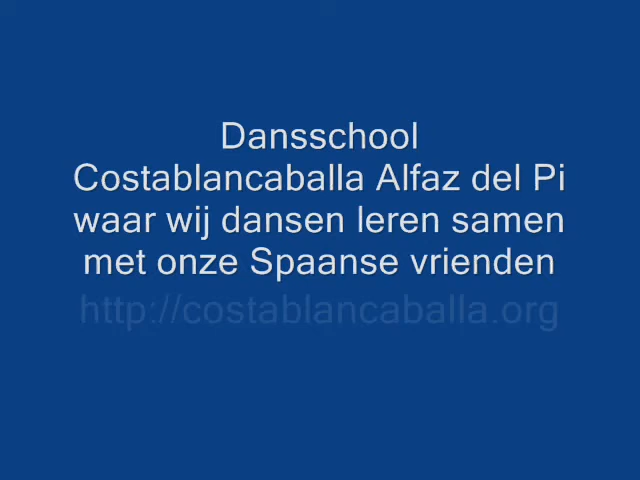 Dansschool
Costablancaballa Alfaz del Pi
waar wij dansen leren samen
met onze Spaanse vrienden
http://costablancaballa.org